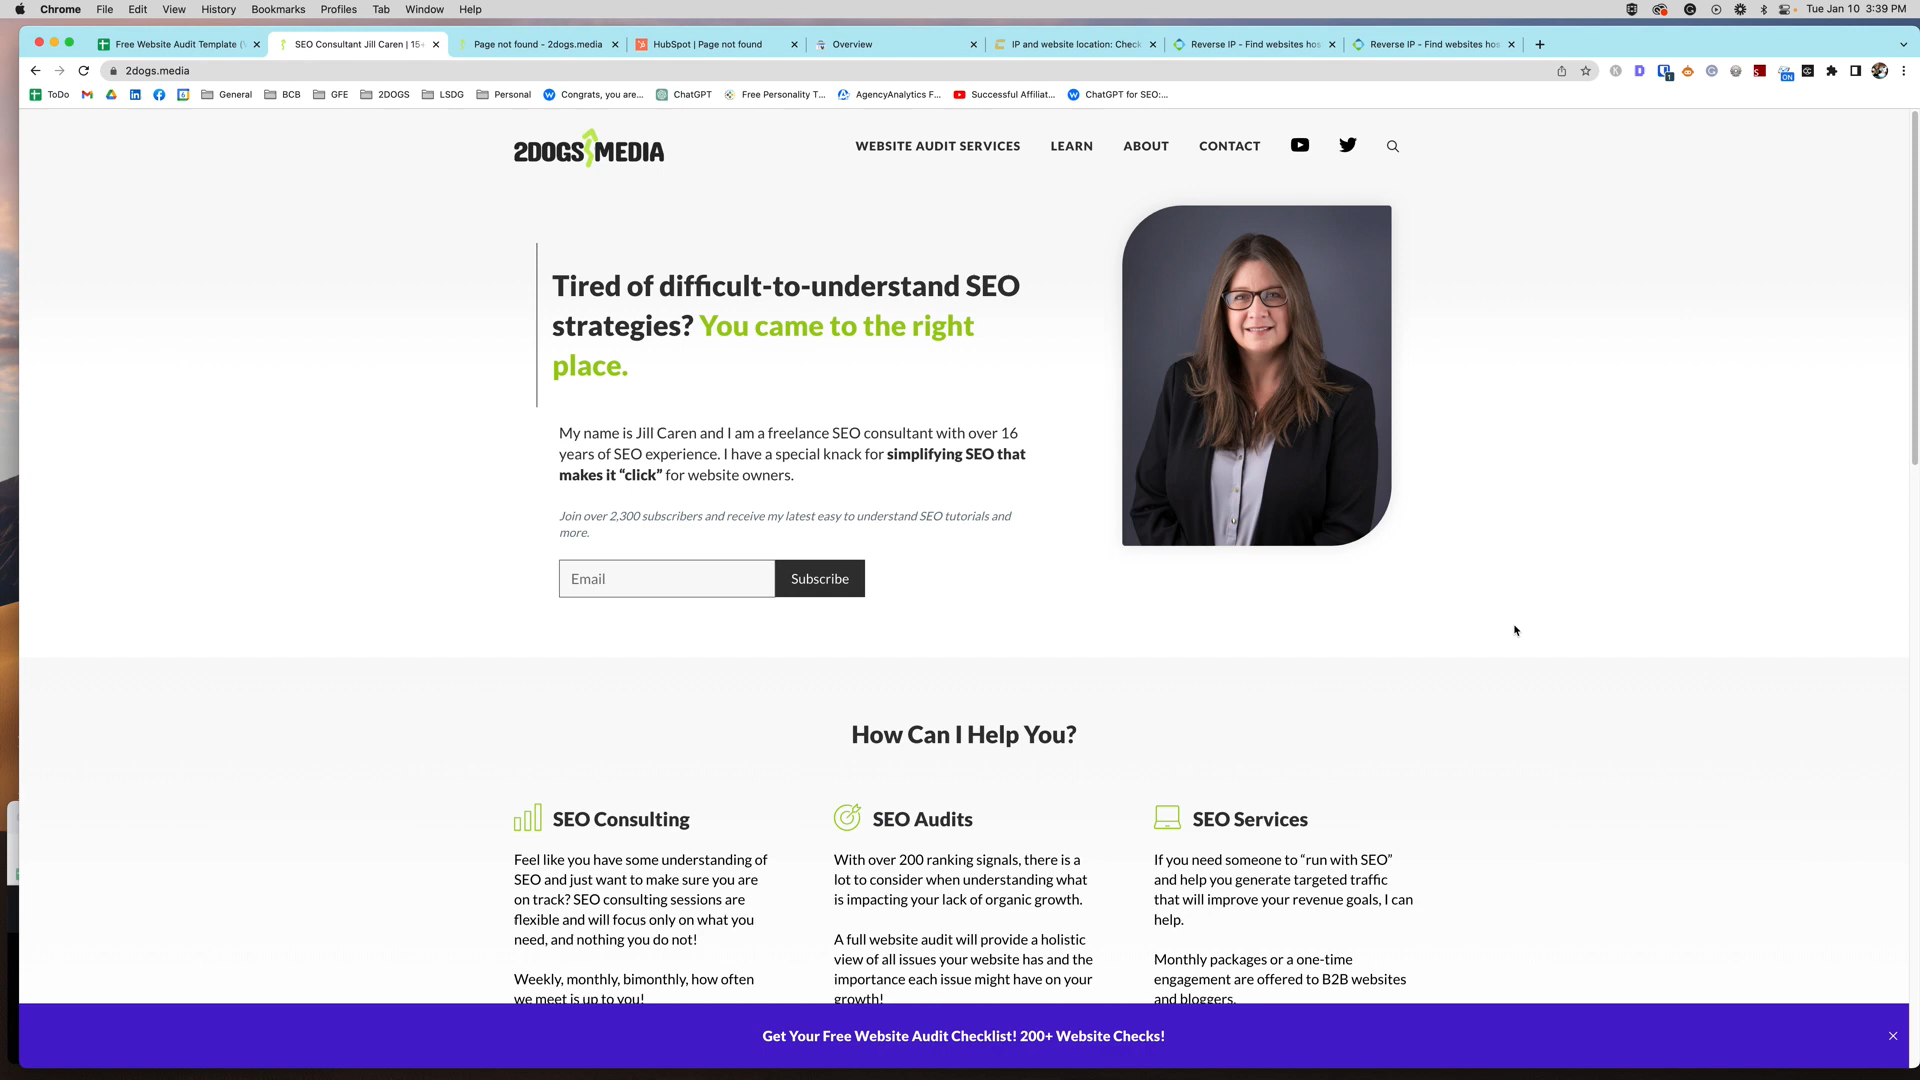 Chrome File Edit View History Bookmarks Profiles Tab Window Help Tue Jan 10 3:39 PM
Free Website Audit Template ( SEO Consultant Jill Caren | 15+ Page not found - 2dogs.media HubSpot | Page not found Overview IP and website location: Check Reverse IP - Find websites hos Reverse IP - Find websites hos
2dogs.media
ToDo General BCB GFE 2DOGS LSDG Personal Congrats, you are... ChatGPT Free Personality T... AgencyAnalytics F... Successful Affiliat... ChatGPT for SEO:...
2DOGS MEDIA
WEBSITE AUDIT SERVICES LEARN ABOUT CONTACT
Tired of difficult-to-understand SEO
strategies? You came to the right
place.
My name is Jill Caren and I am a freelance SEO consultant with over 16
years of SEO experience. I have a special knack for simplifying SEO that
makes it “click” for website owners.
Join over 2,300 subscribers and receive my latest easy to understand SEO tutorials and
more.
Email Subscribe
How Can I Help You?
SEO Consulting
Feel like you have some understanding of
SEO and just want to make sure you are
on track? SEO consulting sessions are
flexible and will focus only on what you
need, and nothing you do not!
Weekly, monthly, bimonthly, how often
we meet is up to you!
SEO Audits
With over 200 ranking signals, there is a
lot to consider when understanding what
is impacting your lack of organic growth.
A full website audit will provide a holistic
view of all issues your website has and the
importance each issue might have on your
growth!
SEO Services
If you need someone to “run with SEO”
and help you generate targeted traffic
that will improve your revenue goals, I can
help.
Monthly packages or a one-time
engagement are offered to B2B websites
and bloggers.
Get Your Free Website Audit Checklist! 200+ Website Checks!